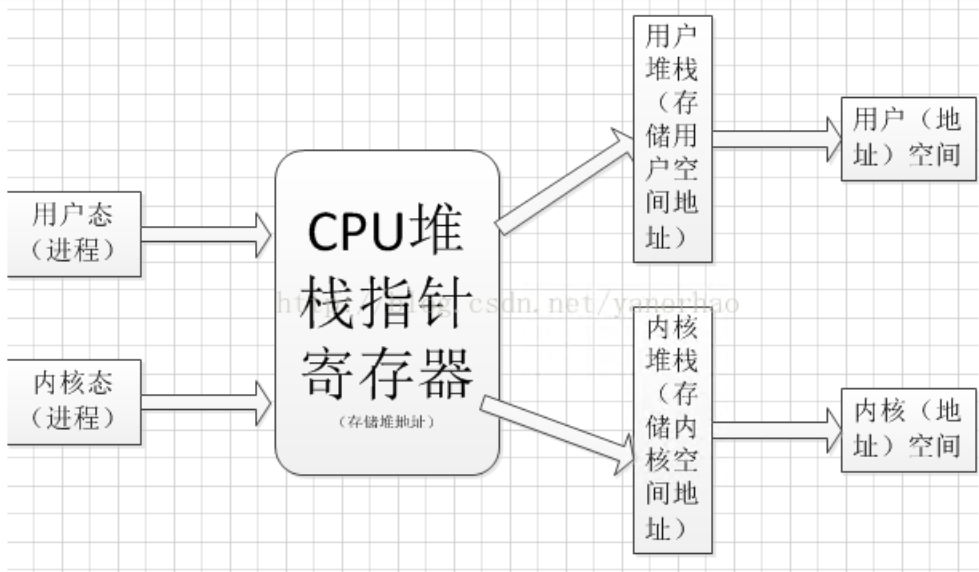 用户态
（进程）
内核态
（进程）
CPU堆
栈指针
寄存器
（存储堆地址）
用户
堆栈
（存
储用
户空
间地
址）
用户（地
址）空间
内核
堆栈
（存
储内
核空
间地
址）
内核（地
址）空间
http://blog.csdn.net/yanorhao